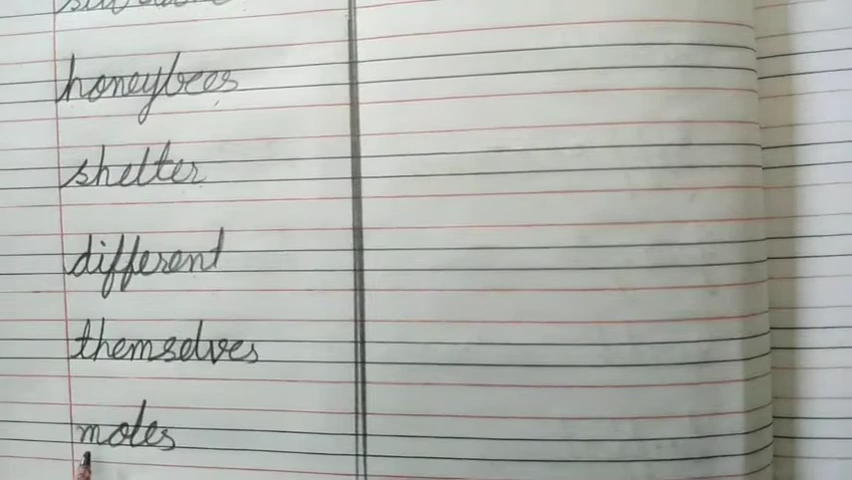 honeybees
shelter
different
themselves
moles